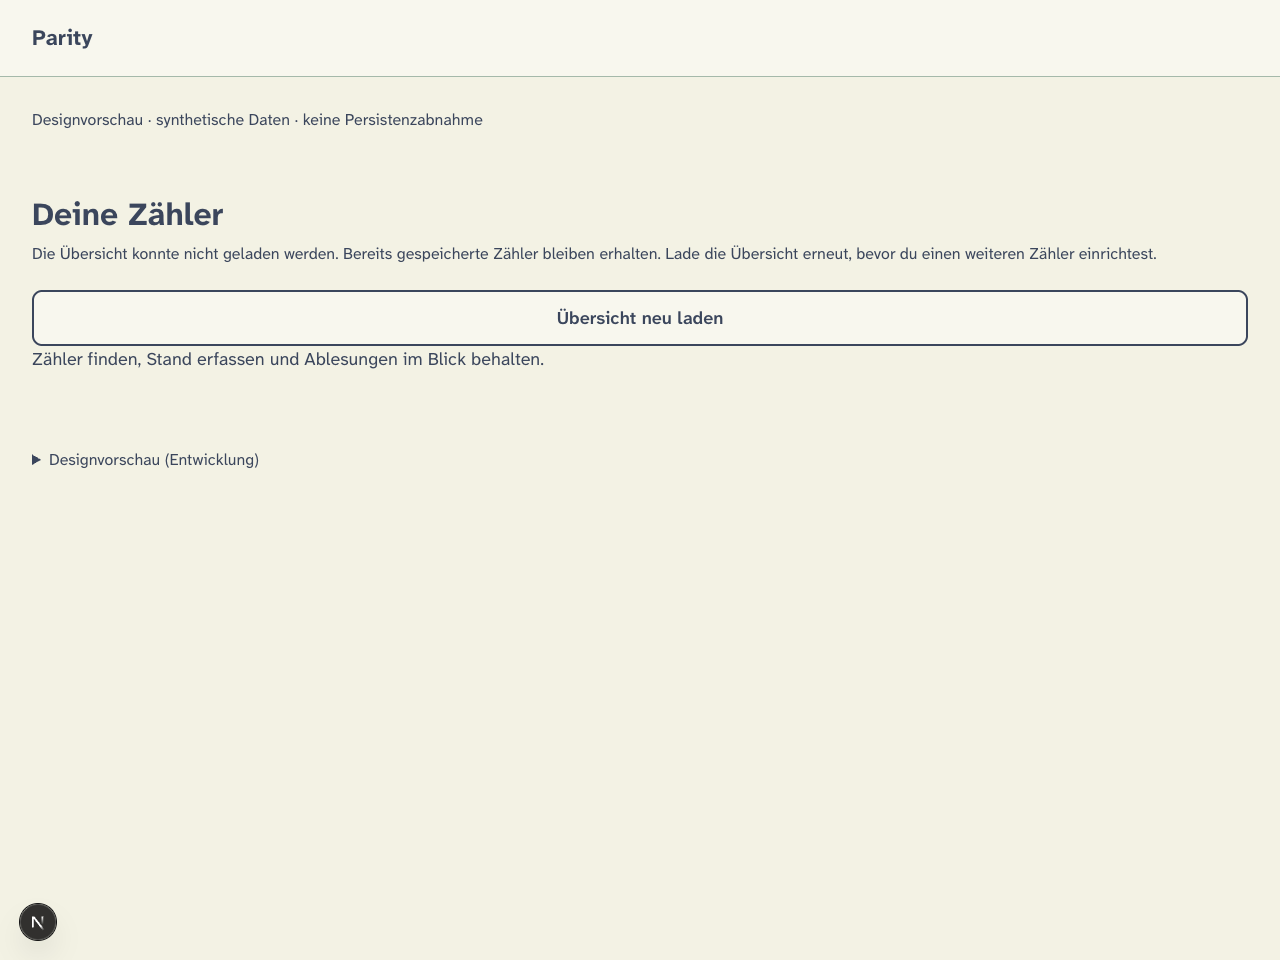 Parity
Designvorschau · synthetische Daten · keine Persistenzabnahme
Deine Zähler
Die Übersicht konnte nicht geladen werden. Bereits gespeicherte Zähler bleiben erhalten. Lade die Übersicht erneut, bevor du einen weiteren Zähler einrichtest.
Übersicht neu laden
Zähler finden, Stand erfassen und Ablesungen im Blick behalten.
Designvorschau (Entwicklung)
N